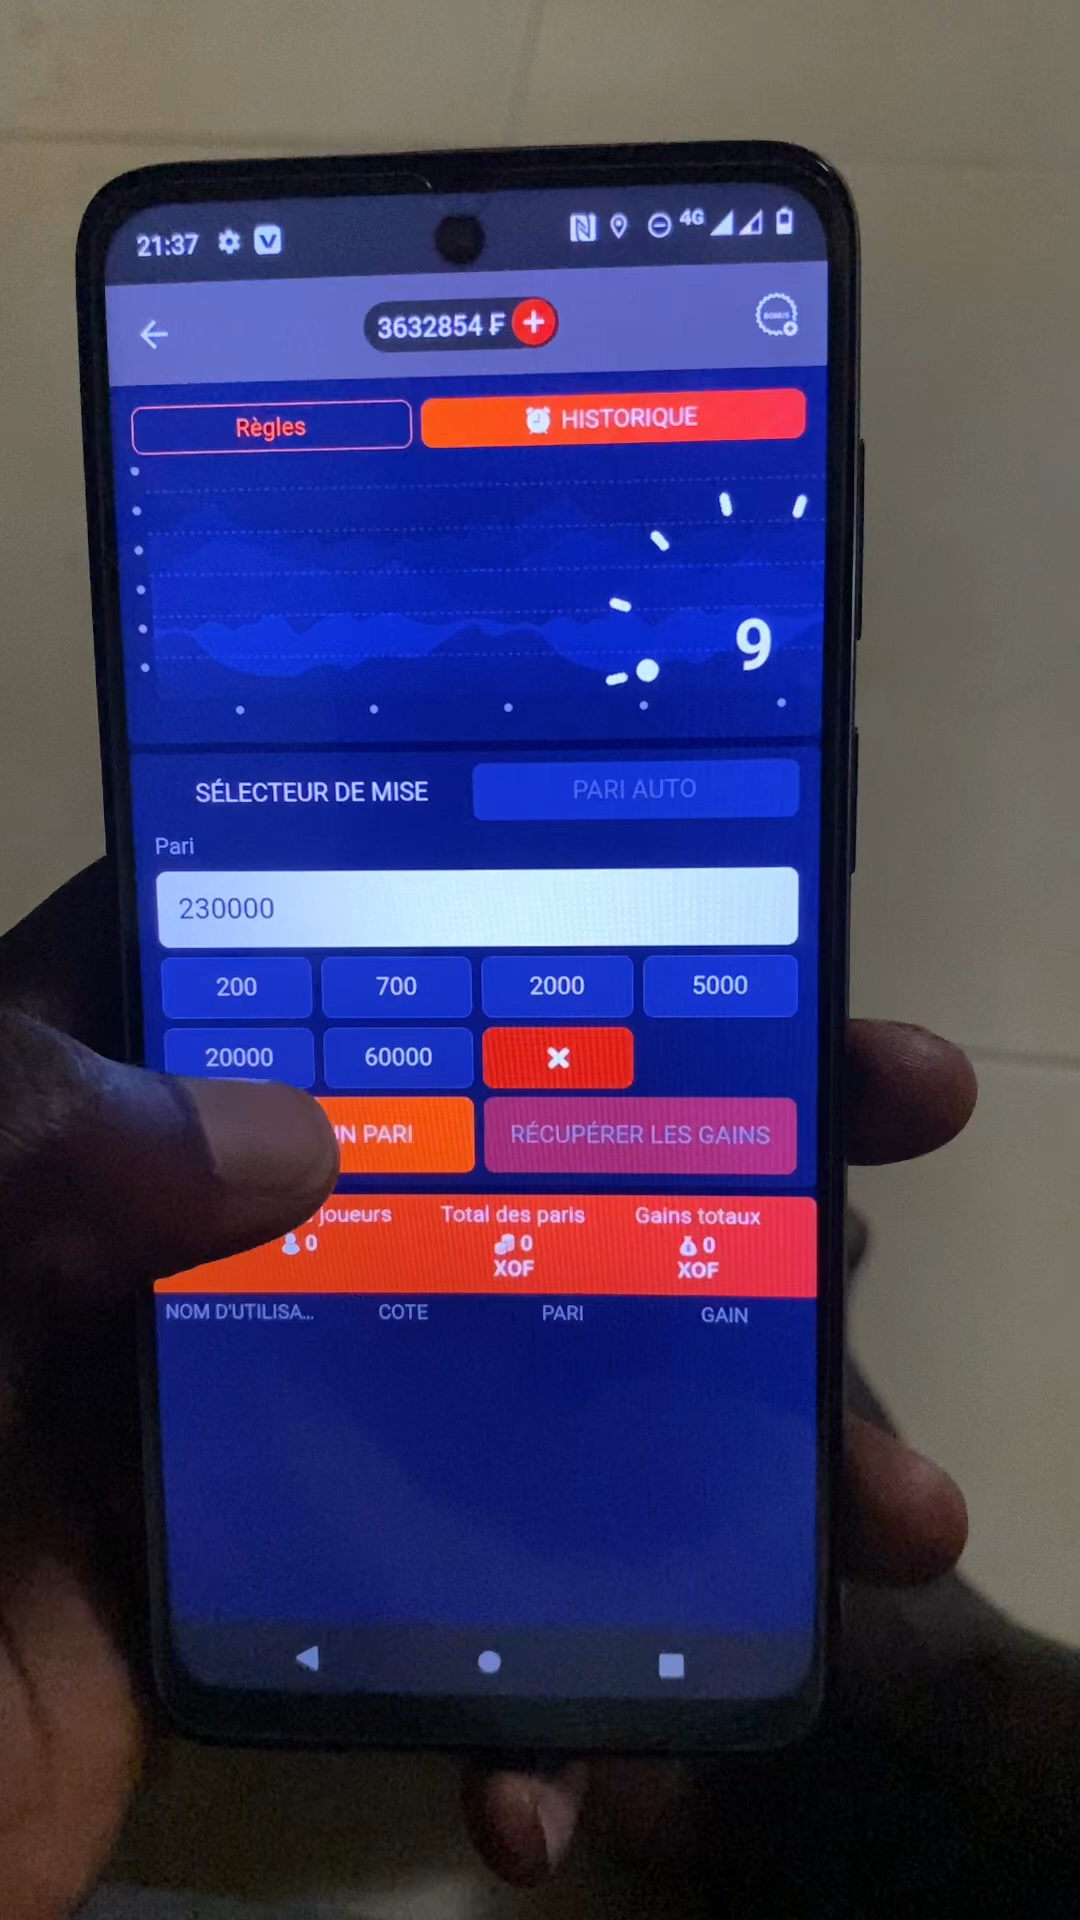 21:37 4G
3632854 ₣ +
BONUS
Règles
HISTORIQUE
9
SÉLECTEUR DE MISE
PARI AUTO
Pari
230000
200
700
2000
5000
20000
60000
PARI
RÉCUPÉRER LES GAINS
joueurs
Total des paris
Gains totaux
0
0
0
XOF
XOF
NOM D'UTILISA...
COTE
PARI
GAIN